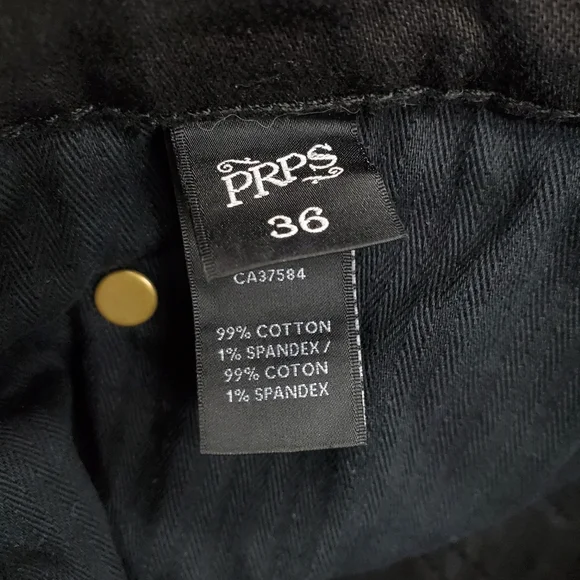 PRPS
36
CA37584
99% COTTON
1% SPANDEX /
99% COTON
1% SPANDEX